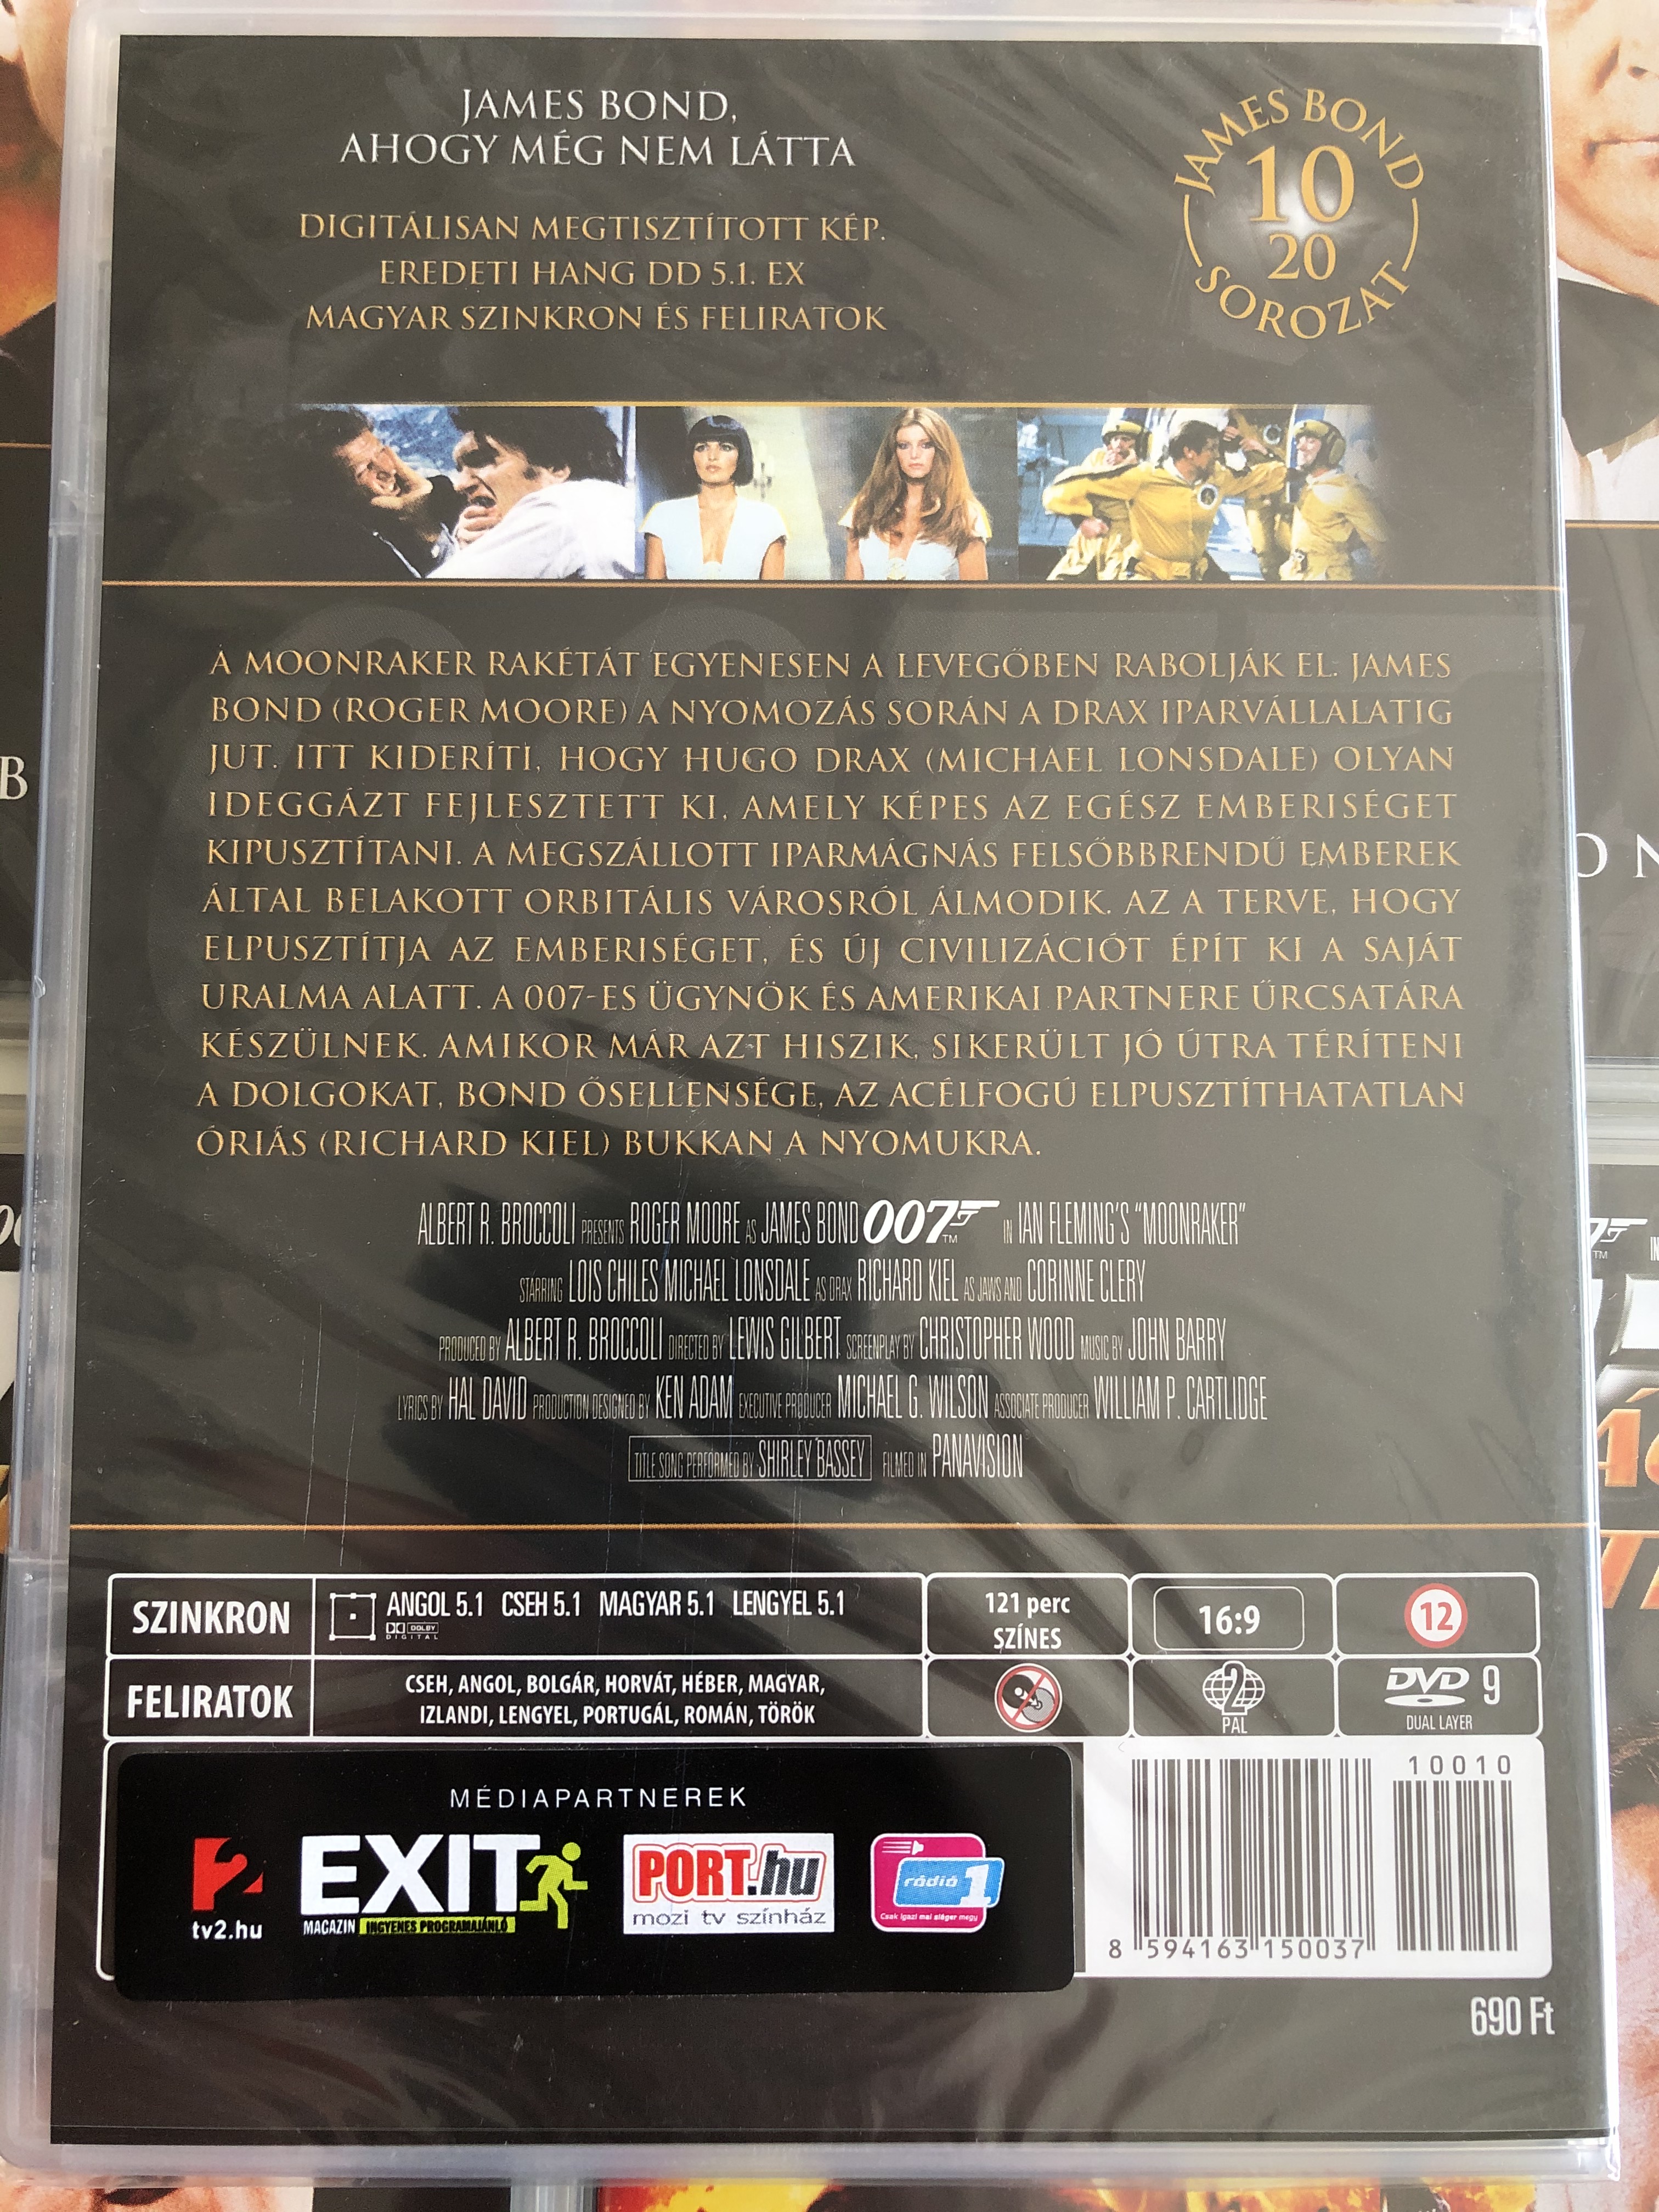 JAMES BOND,
AHOGY MÉG NEM LÁTTA
DIGITÁLISAN MEGTISZTÍTOTT KÉP.
EREDETI HANG DD 5.1. EX
MAGYAR SZINKRON ÉS FELIRATOK
JAMES BOND
10
20
SOROZAT
A MOONRAKER RAKÉTÁT EGYENESEN A LEVEGŐBEN RABOLJÁK EL. JAMES
BOND (ROGER MOORE) A NYOMOZÁS SORÁN A DRAX IPARVÁLLALATIG
JUT. ITT KIDERÍTI, HOGY HUGO DRAX (MICHAEL LONSDALE) OLYAN
IDEGGÁZT FEJLESZTETT KI, AMELY KÉPES AZ EGÉSZ EMBERISÉGET
KIPUSZTÍTANI. A MEGSZÁLLOTT IPARMÁGNÁS FELSŐBBRENDŰ EMBEREK
ÁLTAL BELAKOTT ORBITÁLIS VÁROSRÓL ÁLMODIK. AZ A TERVE, HOGY
ELPUSZTÍTJA AZ EMBERISÉGET, ÉS ÚJ CIVILIZÁCIÓT ÉPÍT KI A SAJÁT
URALMA ALATT. A 007-ES ÜGYNÖK ÉS AMERIKAI PARTNERE ŰRCSATÁRA
KÉSZÜLNEK. AMIKOR MÁR AZT HISZIK, SIKERÜLT JÓ ÚTRA TÉRÍTENI
A DOLGOKAT, BOND ŐSELLENSÉGE, AZ ACÉLFOGÚ ELPUSZTÍTHATATLAN
ÓRIÁS (RICHARD KIEL) BUKKAN A NYOMUKRA.
ALBERT R. BROCCOLI PRESENTS ROGER MOORE AS JAMES BOND 007 TM IN IAN FLEMING'S "MOONRAKER"
STARRING LOIS CHILES MICHAEL LONSDALE AS DRAX RICHARD KIEL AS JAWS AND CORINNE CLERY
PRODUCED BY ALBERT R. BROCCOLI DIRECTED BY LEWIS GILBERT SCREENPLAY BY CHRISTOPHER WOOD MUSIC BY JOHN BARRY
LYRICS BY HAL DAVID PRODUCTION DESIGNED BY KEN ADAM EXECUTIVE PRODUCER MICHAEL G. WILSON ASSOCIATE PRODUCER WILLIAM P. CARTLIDGE
TITLE SONG PERFORMED BY SHIRLEY BASSEY FILMED IN PANAVISION
SZINKRON
ANGOL 5.1 CSEH 5.1 MAGYAR 5.1 LENGYEL 5.1
DOLBY
DIGITAL
121 perc
SZÍNES
16:9
12
FELIRATOK
CSEH, ANGOL, BOLGÁR, HORVÁT, HÉBER, MAGYAR,
IZLANDI, LENGYEL, PORTUGÁL, ROMÁN, TÖRÖK
2
PAL
DVD 9
DUAL LAYER
MÉDIAPARTNEREK
tv2.hu
EXIT
MAGAZIN INGYENES PROGRAMAJÁNLÓ
PORT.hu
mozi tv színház
rádió 1
Csak igazi mai sláger megy
10010
8 594163 150037
690 Ft